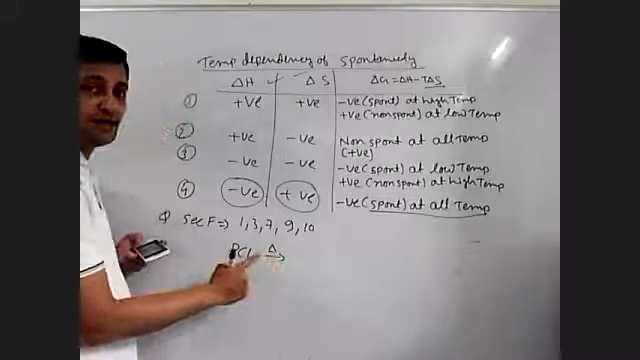 Temp dependency of Spontaneity
ΔH ΔS ΔG = ΔH - TΔS
① +ve +ve -ve (spont) at high Temp
+ve (nonspont) at low Temp
② +ve -ve Non spont at all Temp
(+ve)
③ -ve -ve -ve (spont) at low Temp
+ve (nonspont) at high Temp
④ -ve +ve -ve (spont) at all Temp
Q Sec F ⇒ 1, 3, 7, 9, 10
Δ